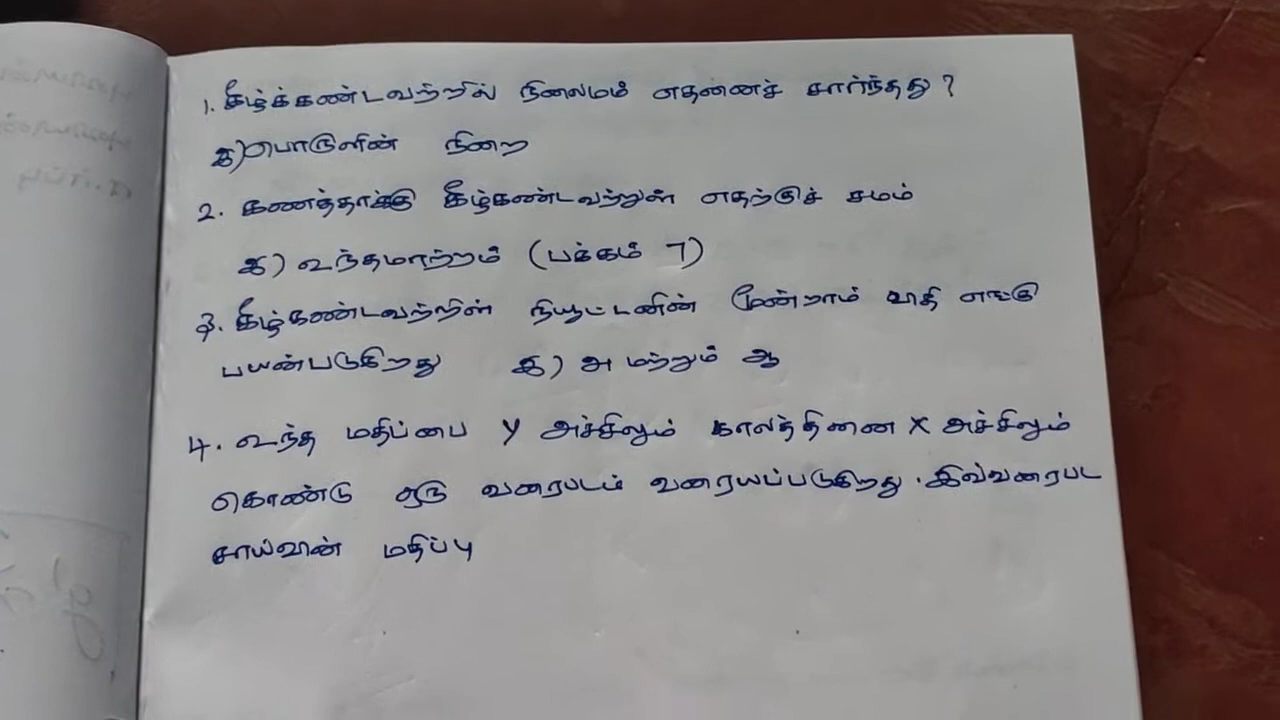 1. கீழ்க்கண்டவற்றில் நிலைமம் எதனைச் சார்ந்தது ?
இ) பொருளின் நிறை
2. கணத்தாக்கு கீழ்கண்டவற்றுள் எதற்குச் சமம்
இ) உந்தமாற்றம் (பக்கம் 7)
3. கீழ்கண்டவற்றின் நியூட்டனின் மூன்றாம் விதி எங்கு
பயன்படுகிறது இ) அ மற்றும் ஆ
4. உந்த மதிப்பை y அச்சிலும் காலத்தினை x அச்சிலும்
கொண்டு ஒரு வரைபடம் வரையப்படுகிறது. இவ்வரைபட
சாய்வின் மதிப்பு